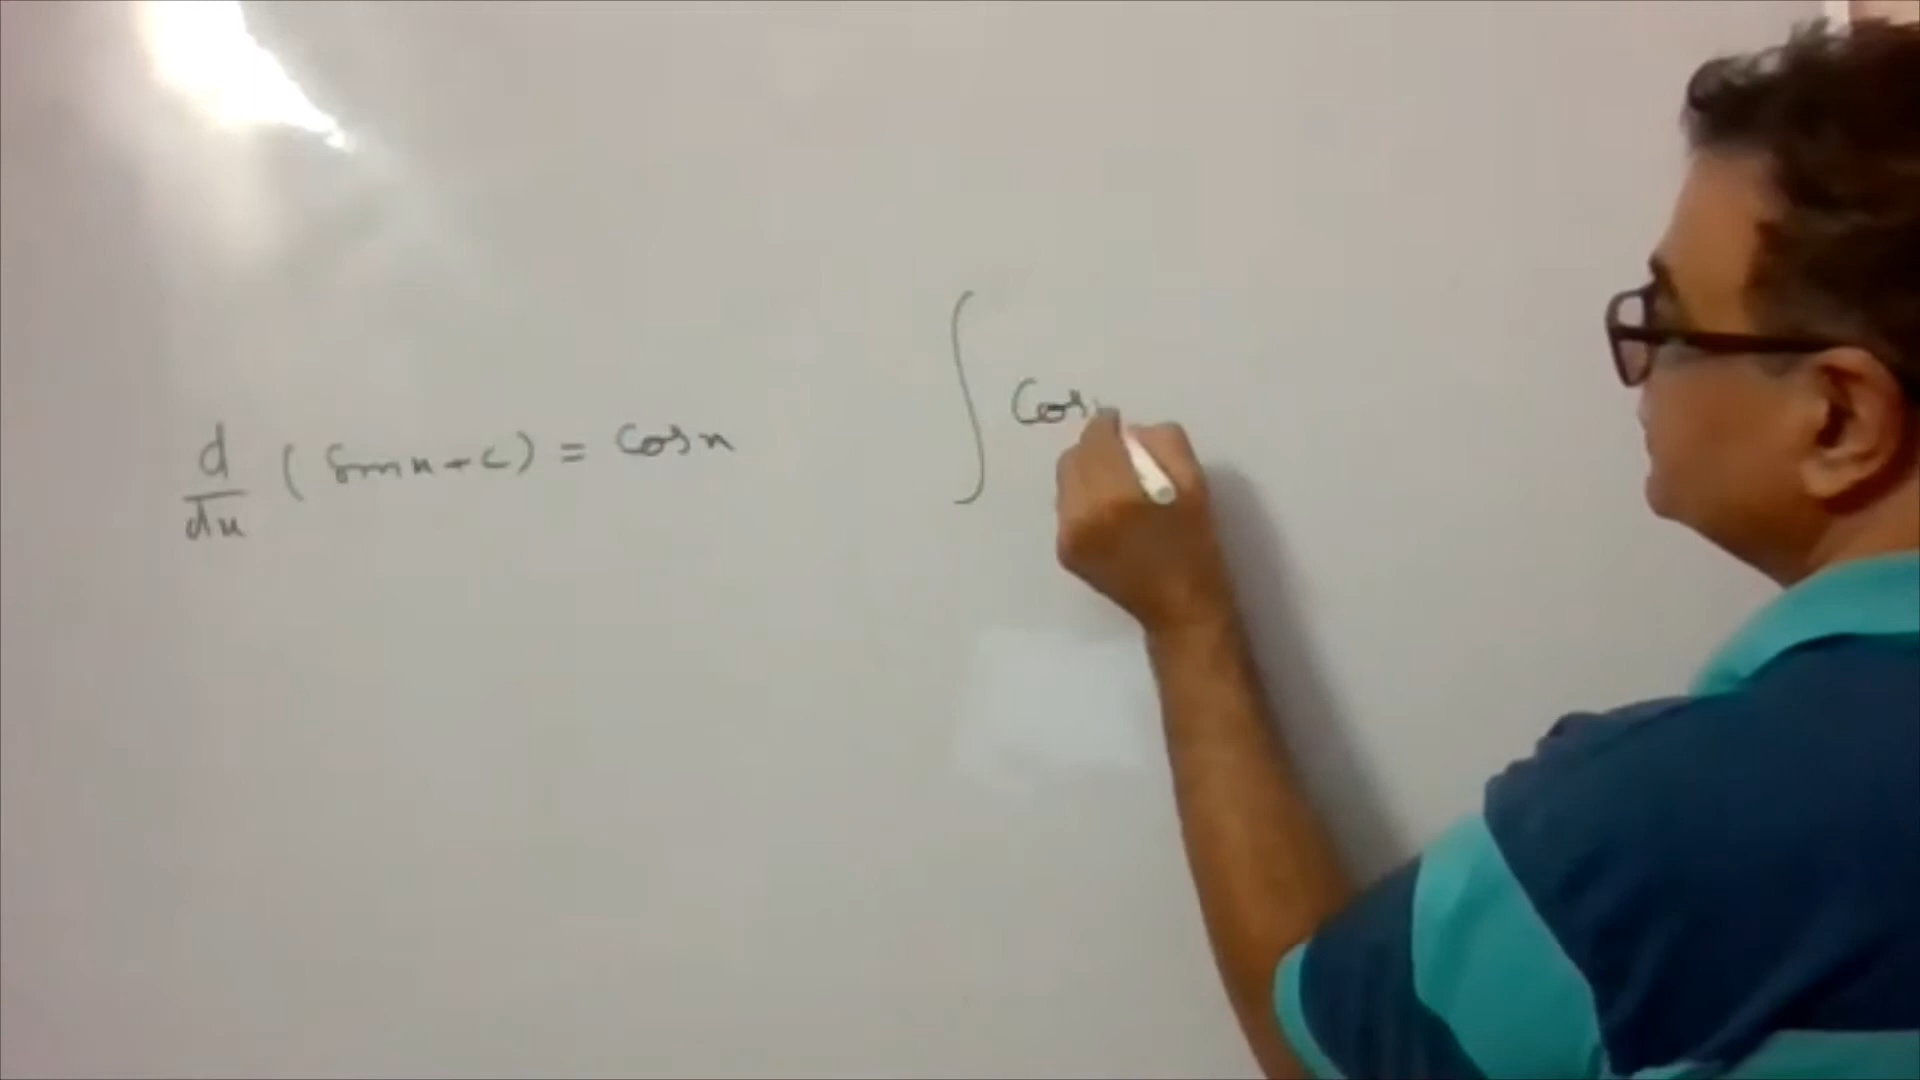 d/dx (sinx+c) = cosx
∫ cos